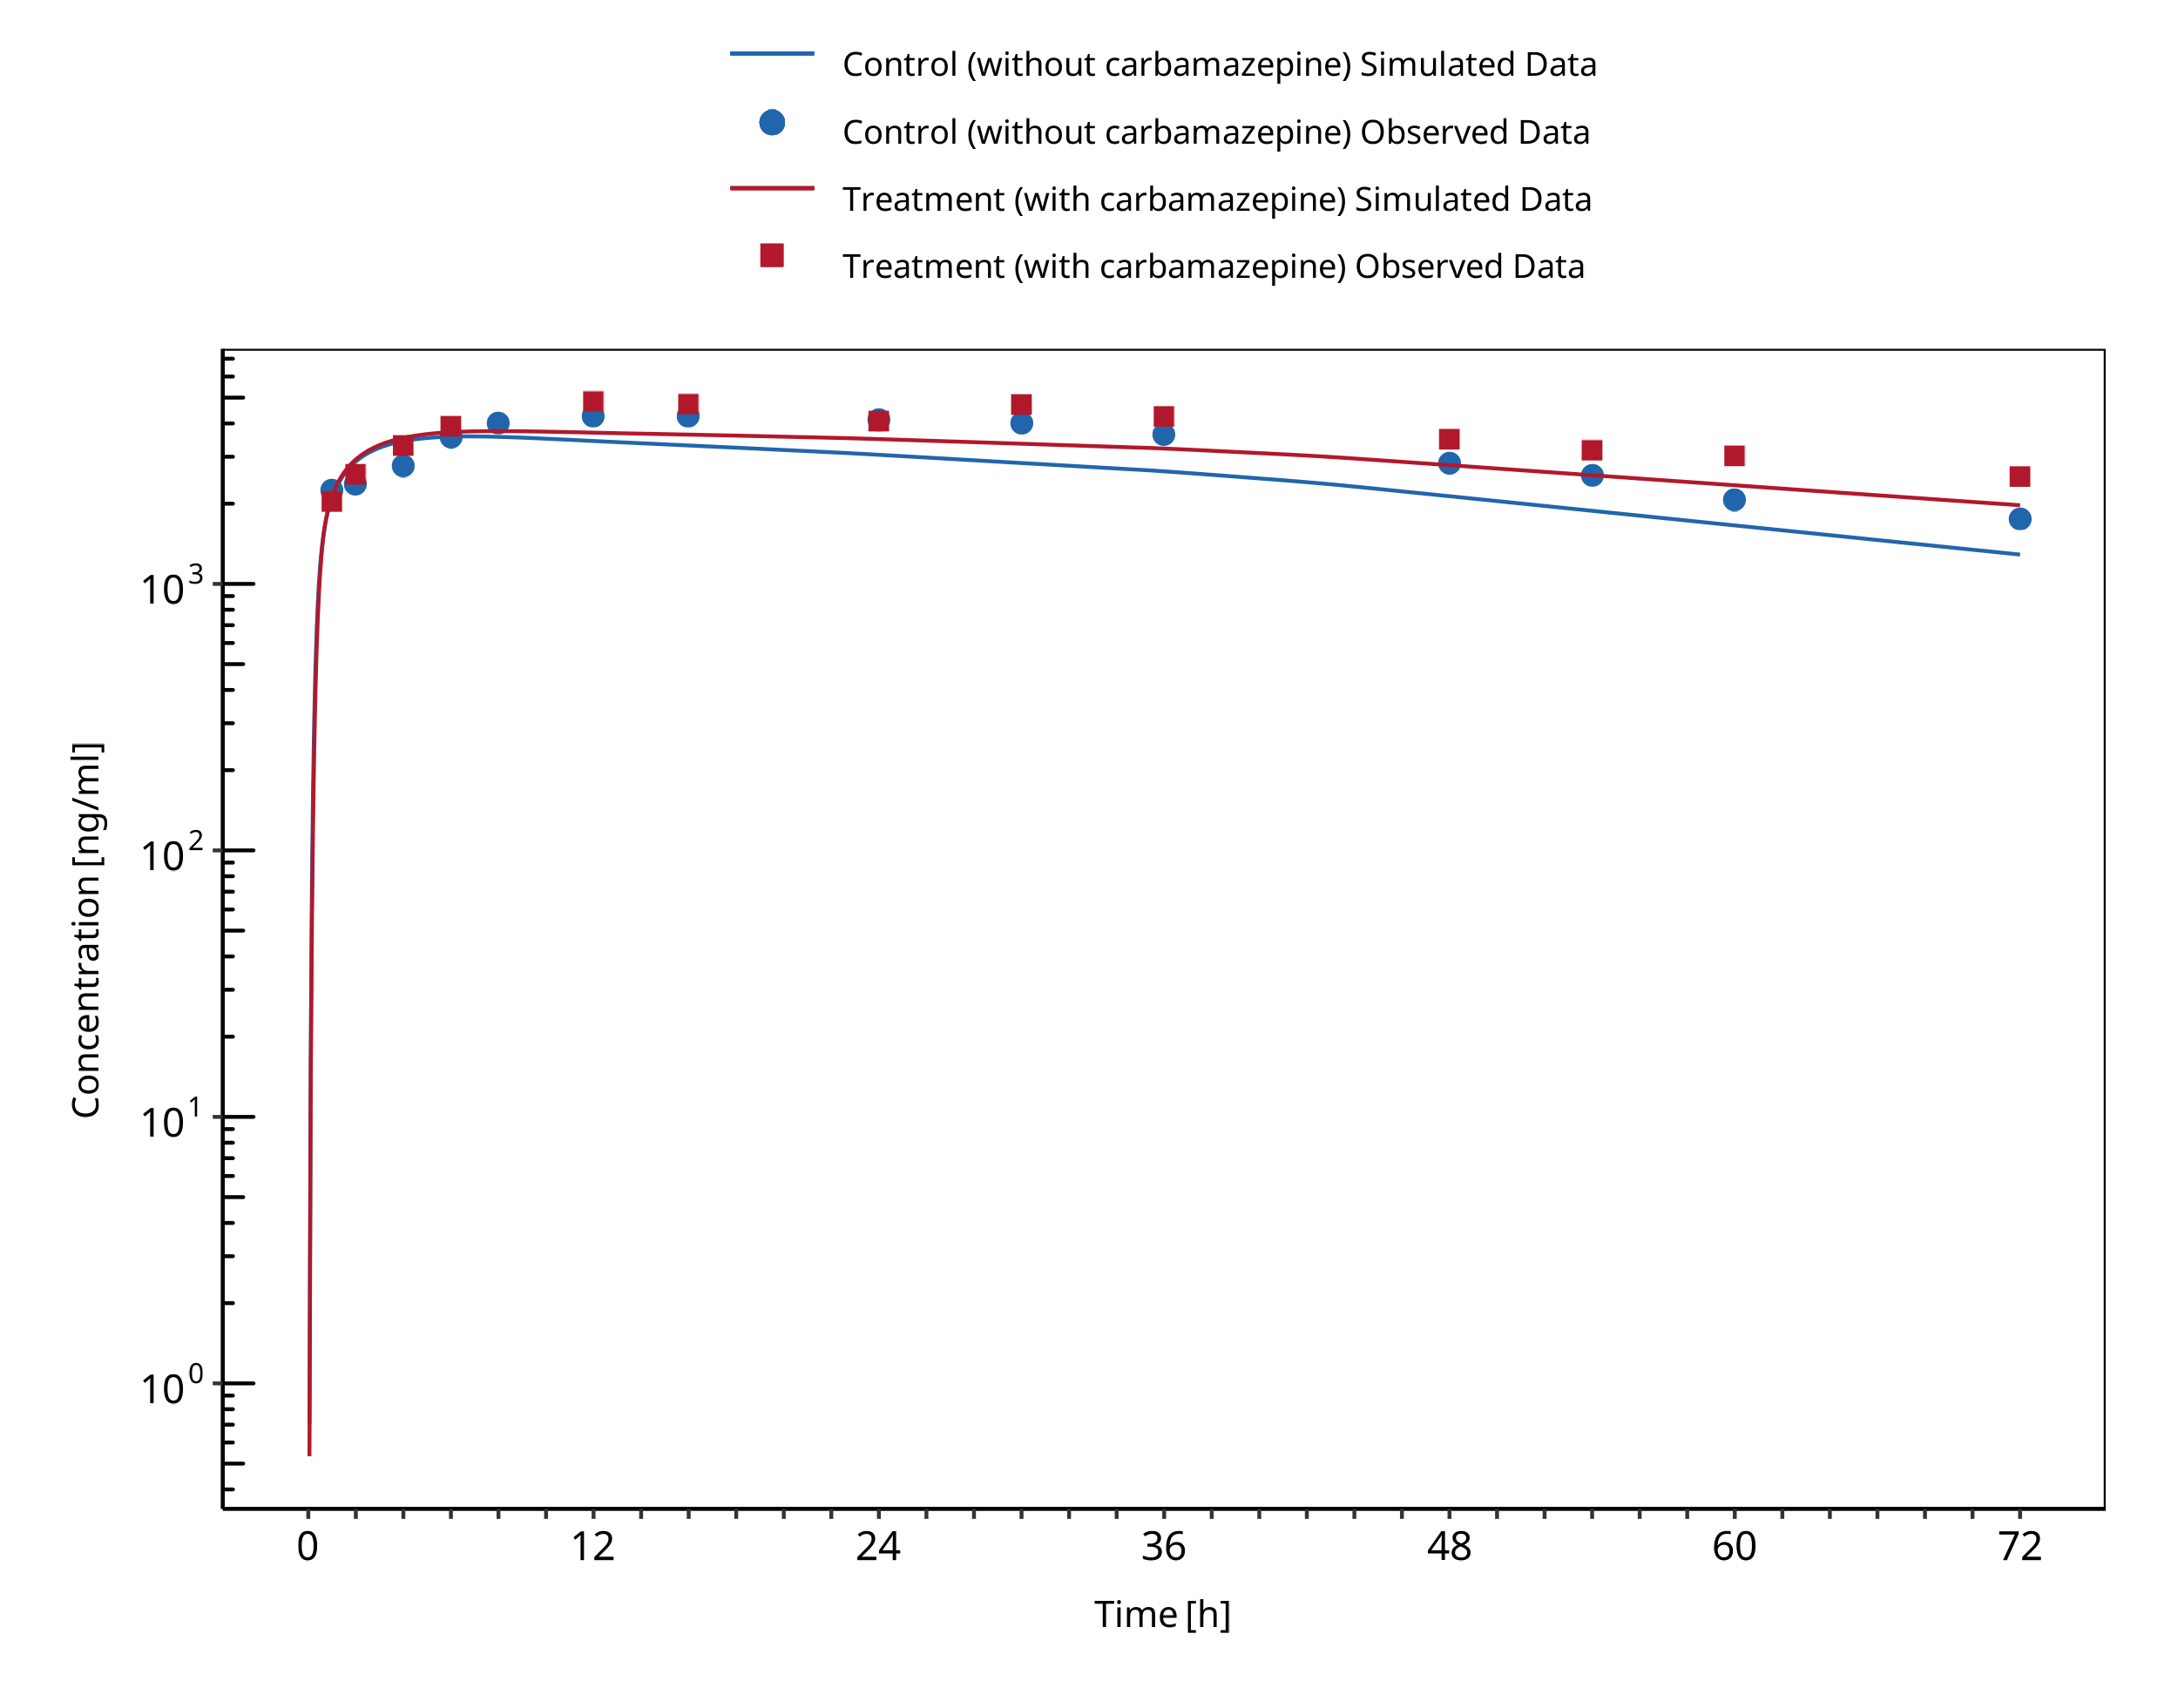 Control (without carbamazepine) Simulated Data
Control (without carbamazepine) Observed Data
Treatment (with carbamazepine) Simulated Data
Treatment (with carbamazepine) Observed Data
10³
10²
10¹
10⁰
Concentration [ng/ml]
0 12 24 36 48 60 72
Time [h]